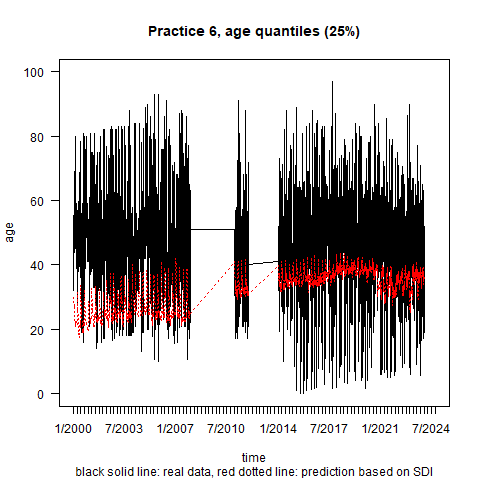 Practice 6, age quantiles (25%)
100
80
60
40
20
0
age
1/2000 7/2003 1/2007 7/2010 1/2014 7/2017 1/2021 7/2024
time
black solid line: real data, red dotted line: prediction based on SDI